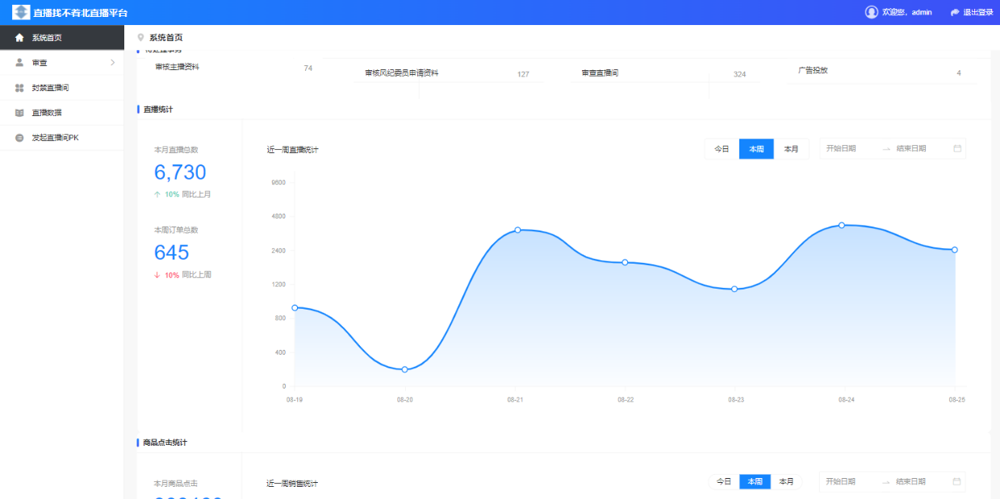 直播找不着北直播平台
欢迎您，admin 退出登录
系统首页
审查
封禁直播间
直播数据
发起直播间PK
系统首页
审核主播资料 74
审核风纪委员申请资料 127
审查直播间 324
广告投放 4
直播统计
本月直播总数
6,730
10% 同比上月
本周订单总数
645
10% 同比上周
近一周直播统计
今日 本周 本月 开始日期 结束日期
9600
4800
2400
1200
800
400
0
08-19 08-20 08-21 08-22 08-23 08-24 08-25
商品点击统计
本月商品点击
近一周销售统计
今日 本周 本月 开始日期 结束日期